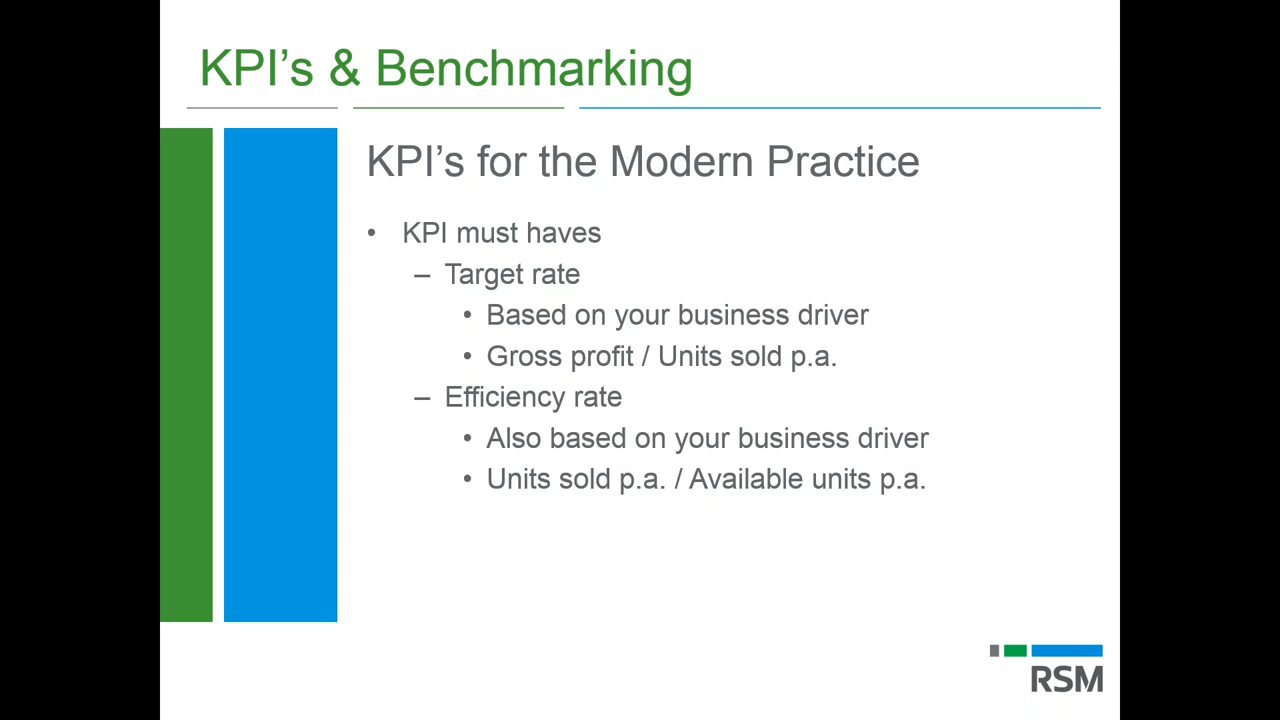 KPI’s & Benchmarking
KPI’s for the Modern Practice
• KPI must haves
– Target rate
• Based on your business driver
• Gross profit / Units sold p.a.
– Efficiency rate
• Also based on your business driver
• Units sold p.a. / Available units p.a.
RSM